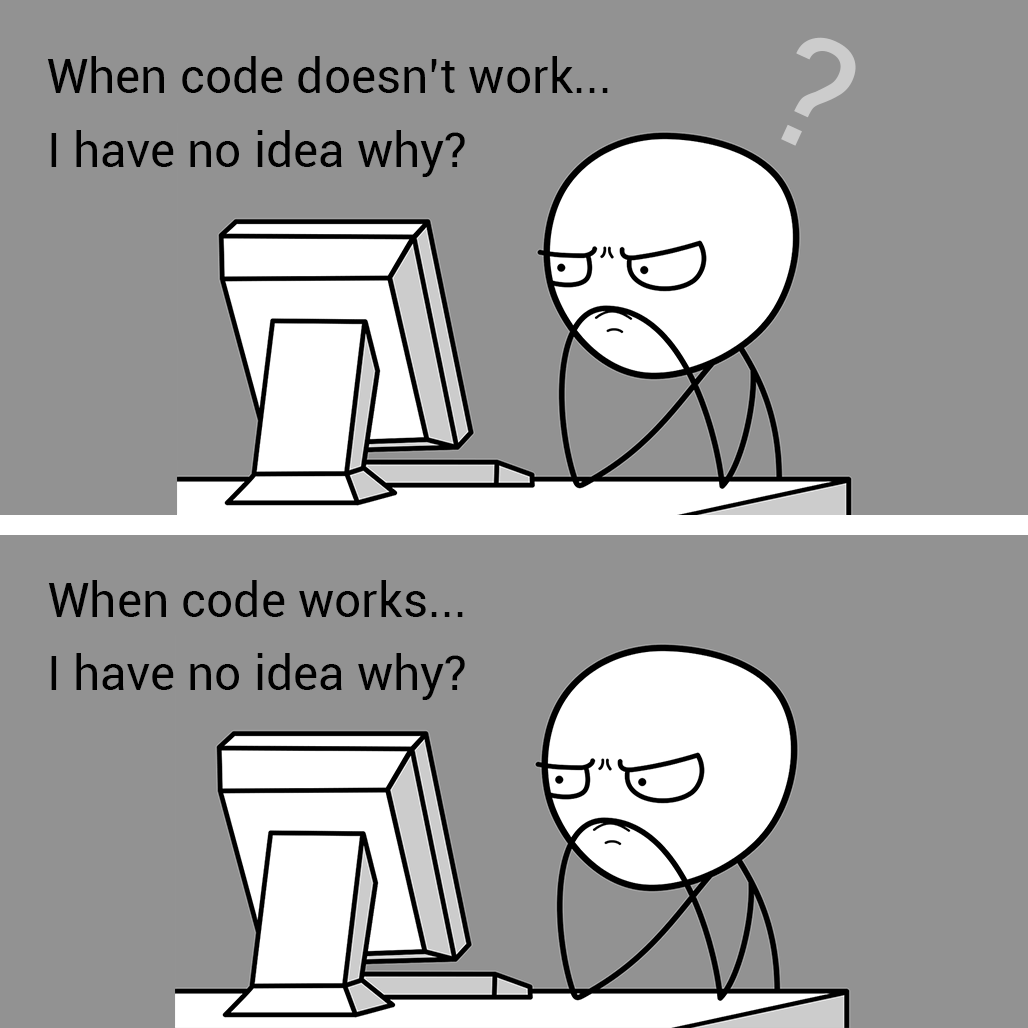 When code doesn't work...
?
I have no idea why?
When code works...
I have no idea why?